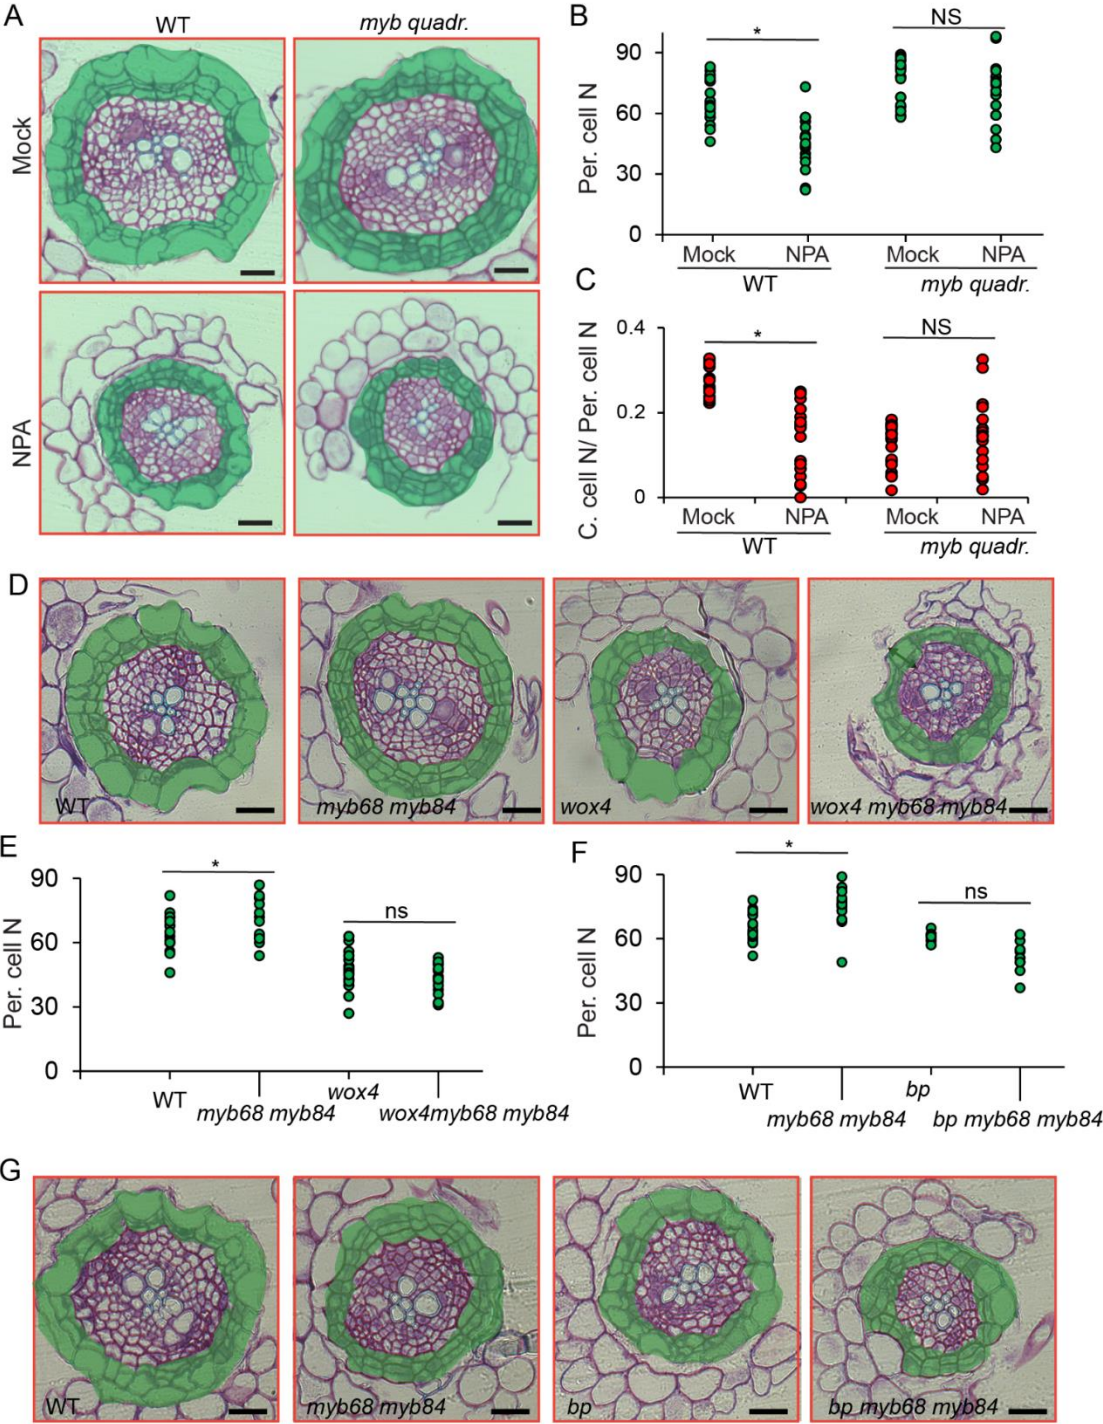 A
WT
myb quadr.
Mock
NPA
B
Per. cell N
90
60
30
0
*
NS
Mock
NPA
Mock
NPA
WT
myb quadr.
C
C. cell N/ Per. cell N
0.4
0.2
0
*
NS
Mock
NPA
Mock
NPA
WT
myb quadr.
D
WT
myb68 myb84
wox4
wox4 myb68 myb84
E
Per. cell N
90
60
30
0
*
ns
WT
myb68 myb84
wox4
wox4myb68 myb84
F
Per. cell N
90
60
30
0
*
ns
WT
myb68 myb84
bp
bp myb68 myb84
G
WT
myb68 myb84
bp
bp myb68 myb84